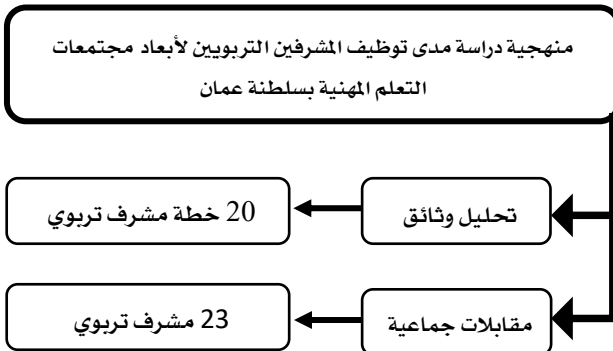 منهجية دراسة مدى توظيف المشرفين التربويين لأبعاد مجتمعات
التعلم المهنية بسلطنة عمان
تحليل وثائق
20 خطة مشرف تربوي
مقابلات جماعية
23 مشرف تربوي